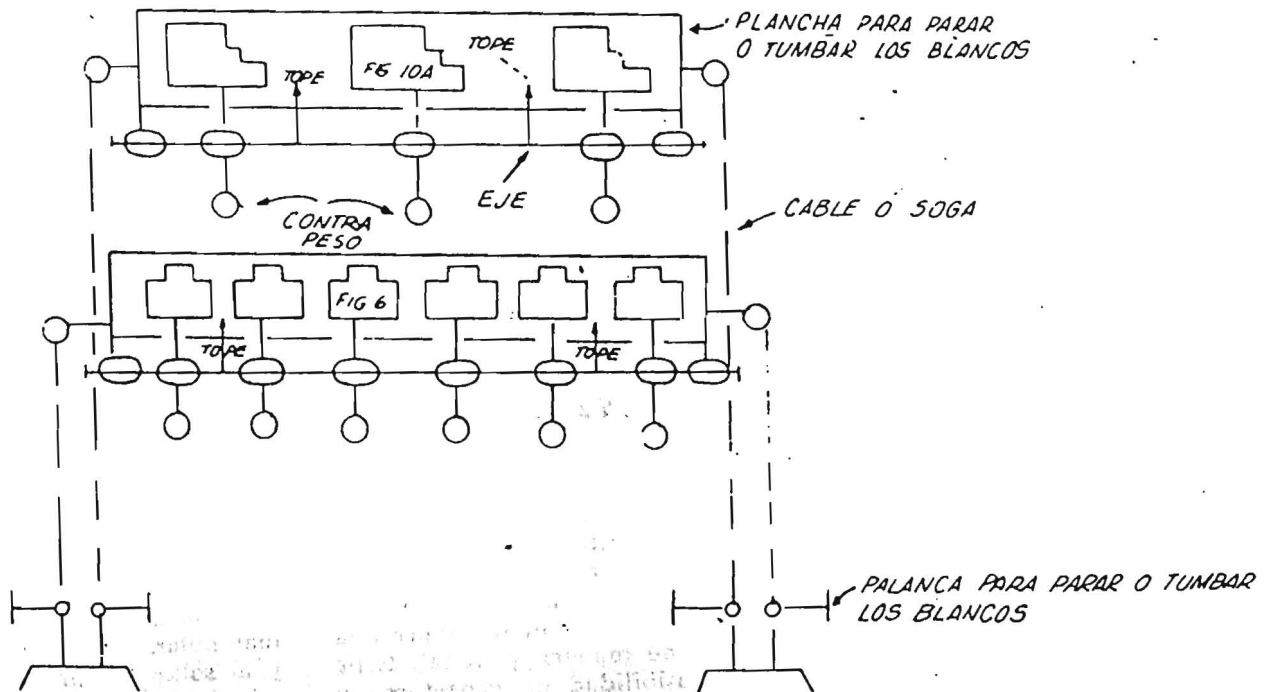 PLANCHA PARA PARAR
O TUMBAR LOS BLANCOS
TOPE
FIG 10A
TOPE
EJE
CONTRA
PESO
CABLE O SOGA
FIG 6
TOPE
TOPE
PALANCA PARA PARAR O TUMBAR
LOS BLANCOS